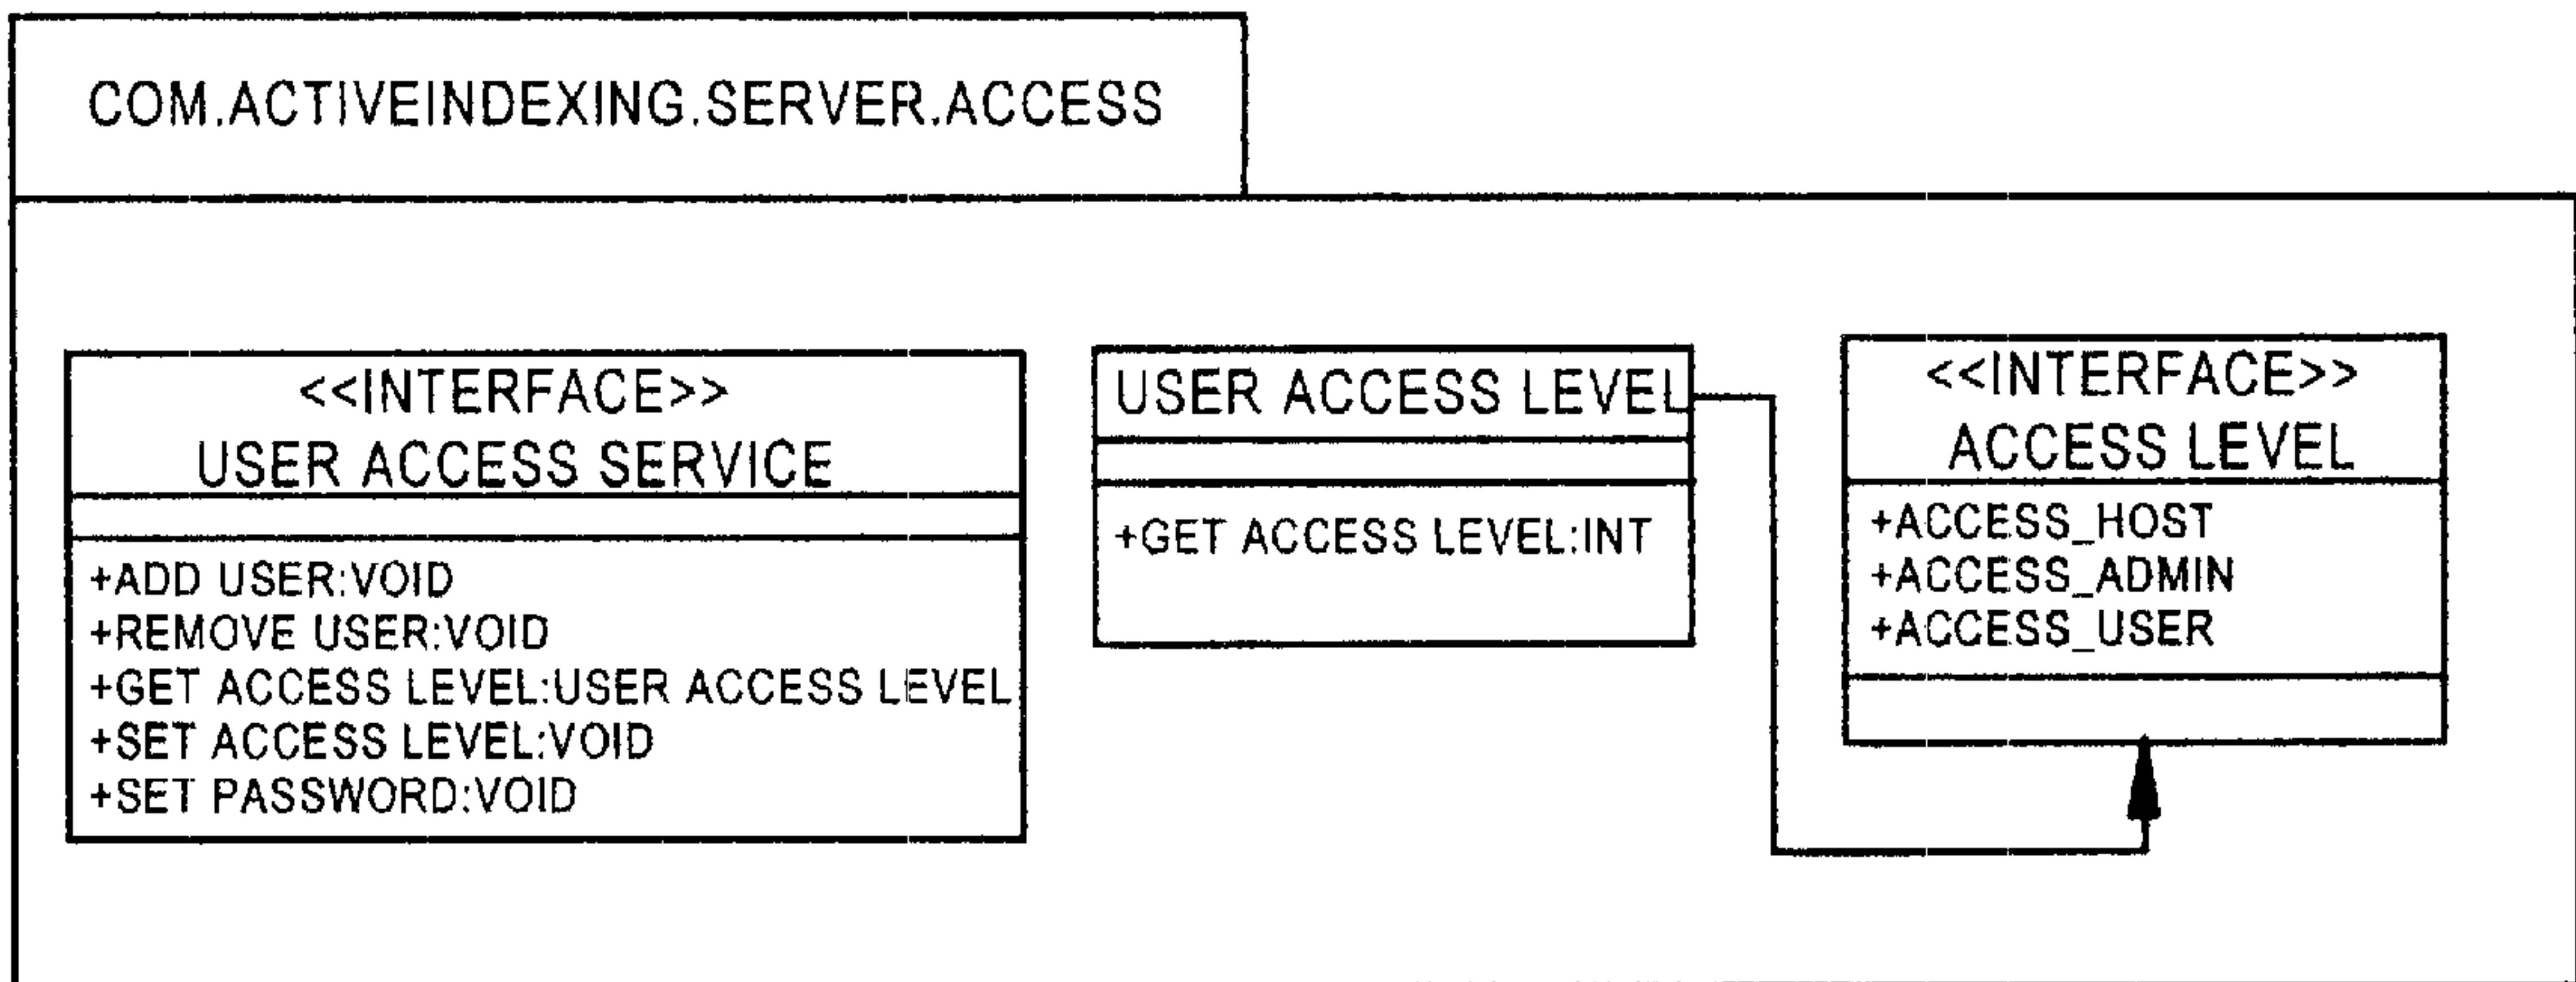 COM.ACTIVEINDEXING.SERVER.ACCESS
<<INTERFACE>>
USER ACCESS SERVICE
+ADD USER:VOID
+REMOVE USER:VOID
+GET ACCESS LEVEL:USER ACCESS LEVEL
+SET ACCESS LEVEL:VOID
+SET PASSWORD:VOID
USER ACCESS LEVEL
+GET ACCESS LEVEL:INT
<<INTERFACE>>
ACCESS LEVEL
+ACCESS_HOST
+ACCESS_ADMIN
+ACCESS_USER